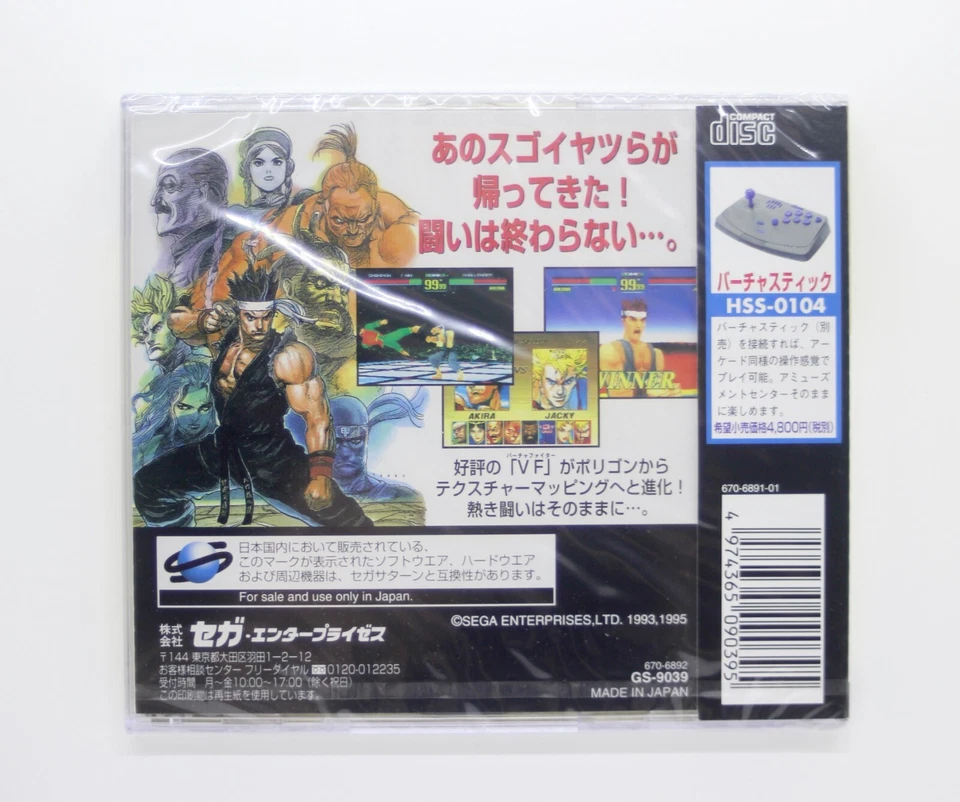 あのスゴイヤツらが
帰ってきた！
闘いは終わらない…。
99
99
WINNER
VS
AKIRA
JACKY
バーチャファイター
好評の「VF」がポリゴンから
テクスチャーマッピングへと進化！
熱き闘いはそのままに…。
日本国内において販売されている、
このマークが表示されたソフトウエア、ハードウエア
および周辺機器は、セガサターンと互換性があります。
For sale and use only in Japan.
©SEGA ENTERPRISES,LTD. 1993,1995
株式会社 セガ・エンタープライゼス
〒144 東京都大田区羽田1-2-12
お客様相談センター フリーダイヤル 0120-012235
受付時間 月〜金10:00〜17:00（除く祝日）
この印刷物は再生紙を使用しています。
670-6892
GS-9039
MADE IN JAPAN
COMPACT
disc
バーチャスティック
HSS-0104
バーチャスティック（別
売）を接続すれば、アー
ケード同様の操作感覚で
プレイ可能。アミューズ
メントセンターそのまま
に楽しめます。
希望小売価格4,800円（税別）
670-6891-01
4 974365 090395